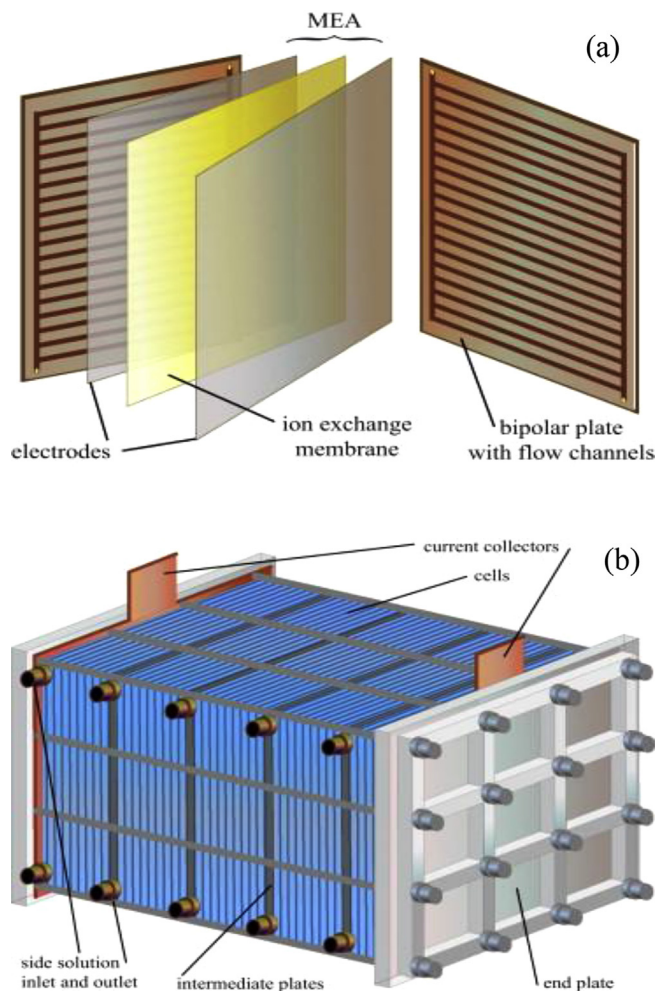 MEA
(a)
electrodes
ion exchange
membrane
bipolar plate
with flow channels
(b)
current collectors
cells
side solution
inlet and outlet
intermediate plates
end plate